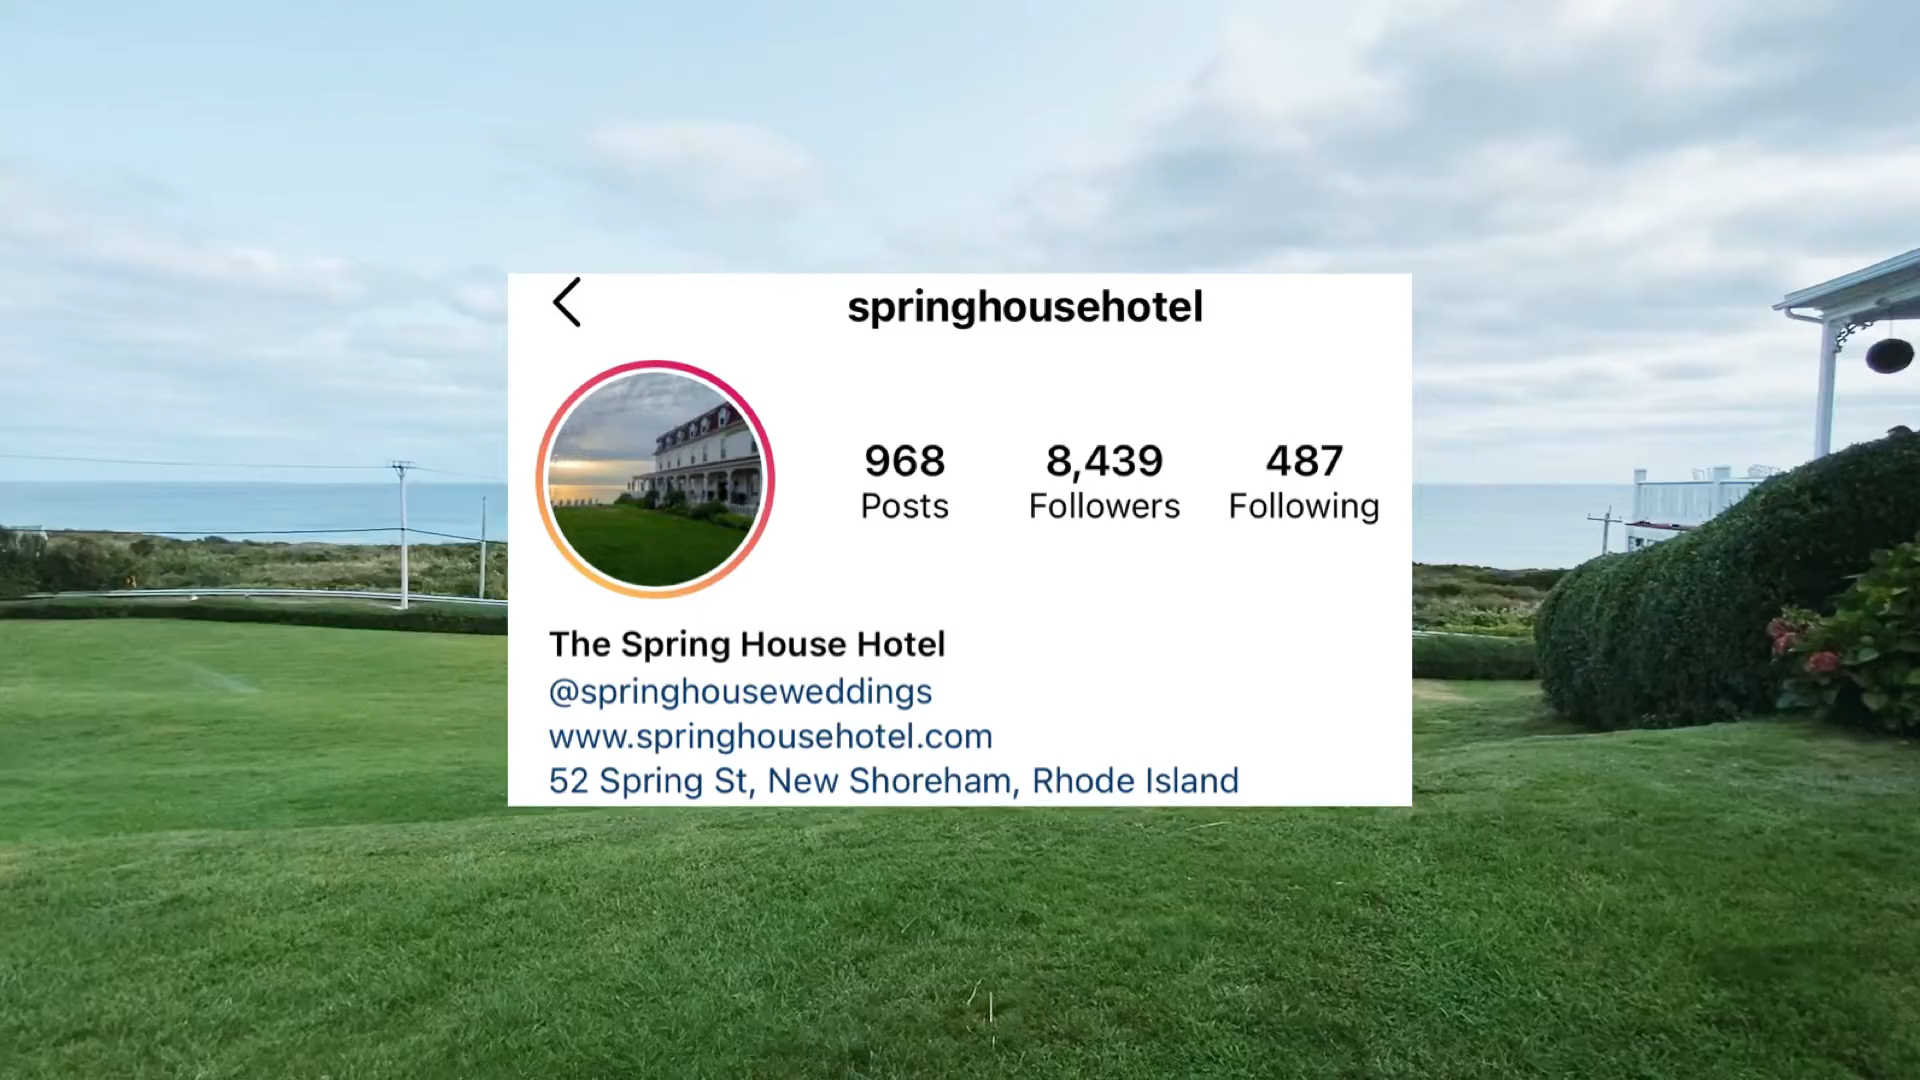 springhousehotel
968 8,439 487
Posts Followers Following
The Spring House Hotel
@springhouseweddings
www.springhousehotel.com
52 Spring St, New Shoreham, Rhode Island